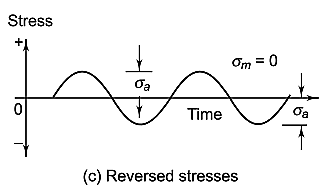 Stress
+
σm = 0
σa
0
Time
σa
–
(c) Reversed stresses